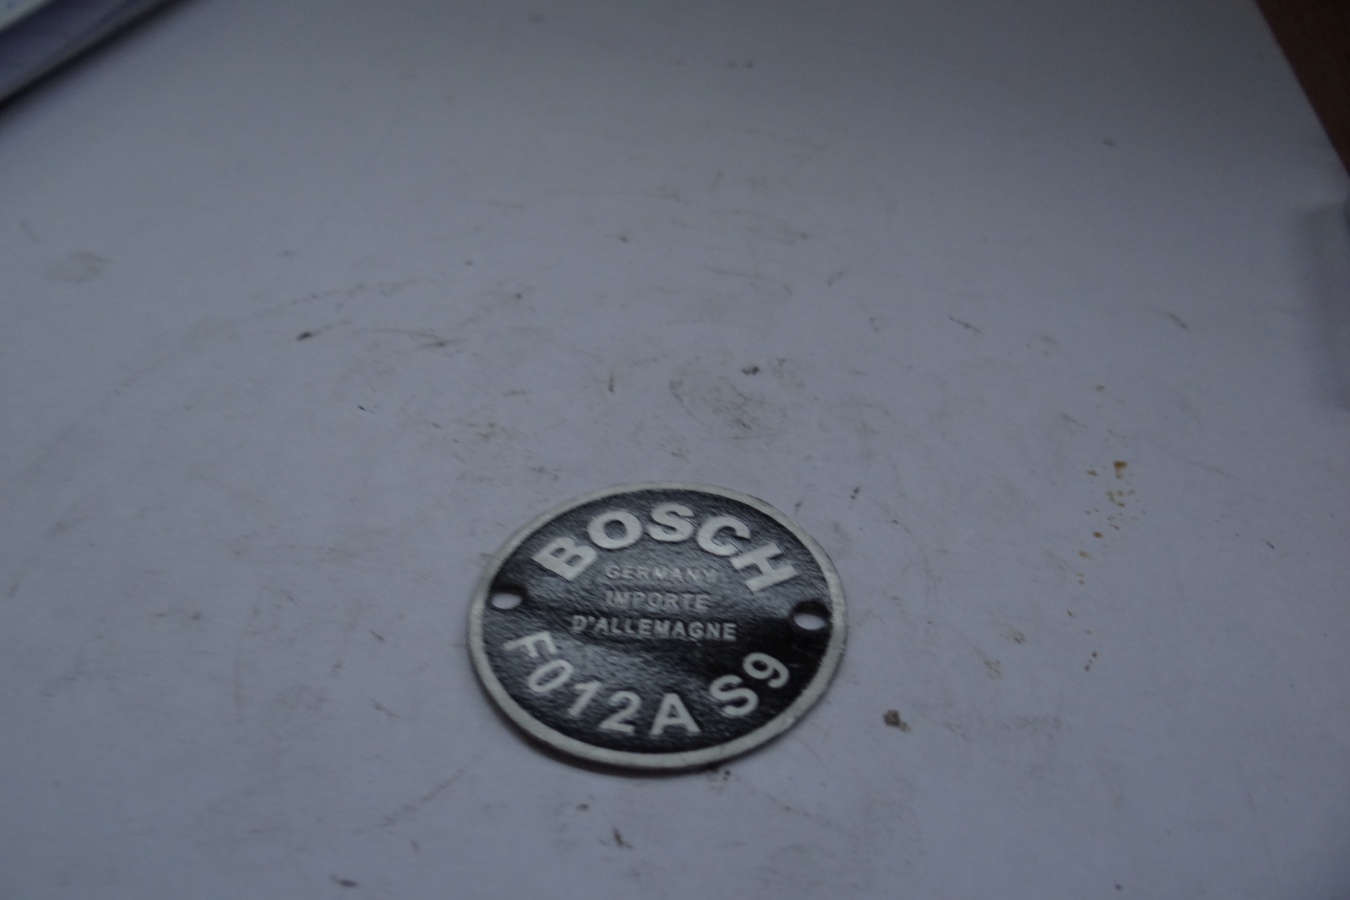 BOSCH
GERMANY
IMPORTE
D'ALLEMAGNE
F012A S9